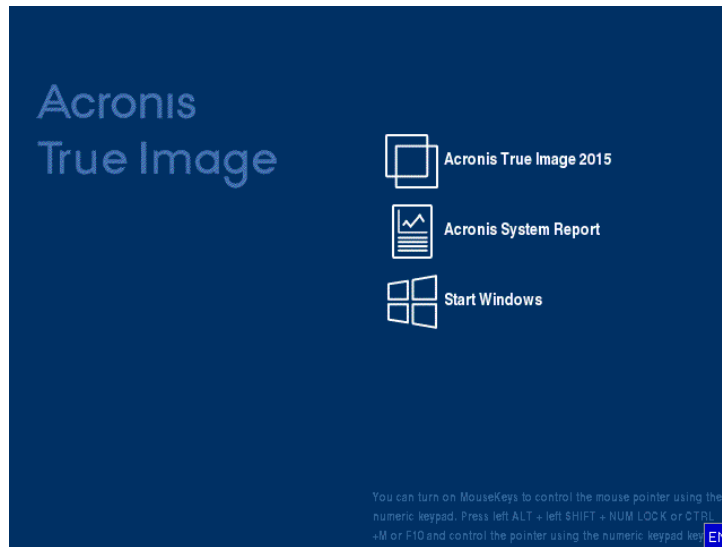 Acronis
True Image
Acronis True Image 2015
Acronis System Report
Start Windows
You can turn on MouseKeys to control the mouse pointer using the
numeric keypad. Press left ALT + left SHIFT + NUM LOCK or CTRL
+M or F10 and control the pointer using the numeric keypad key
EN